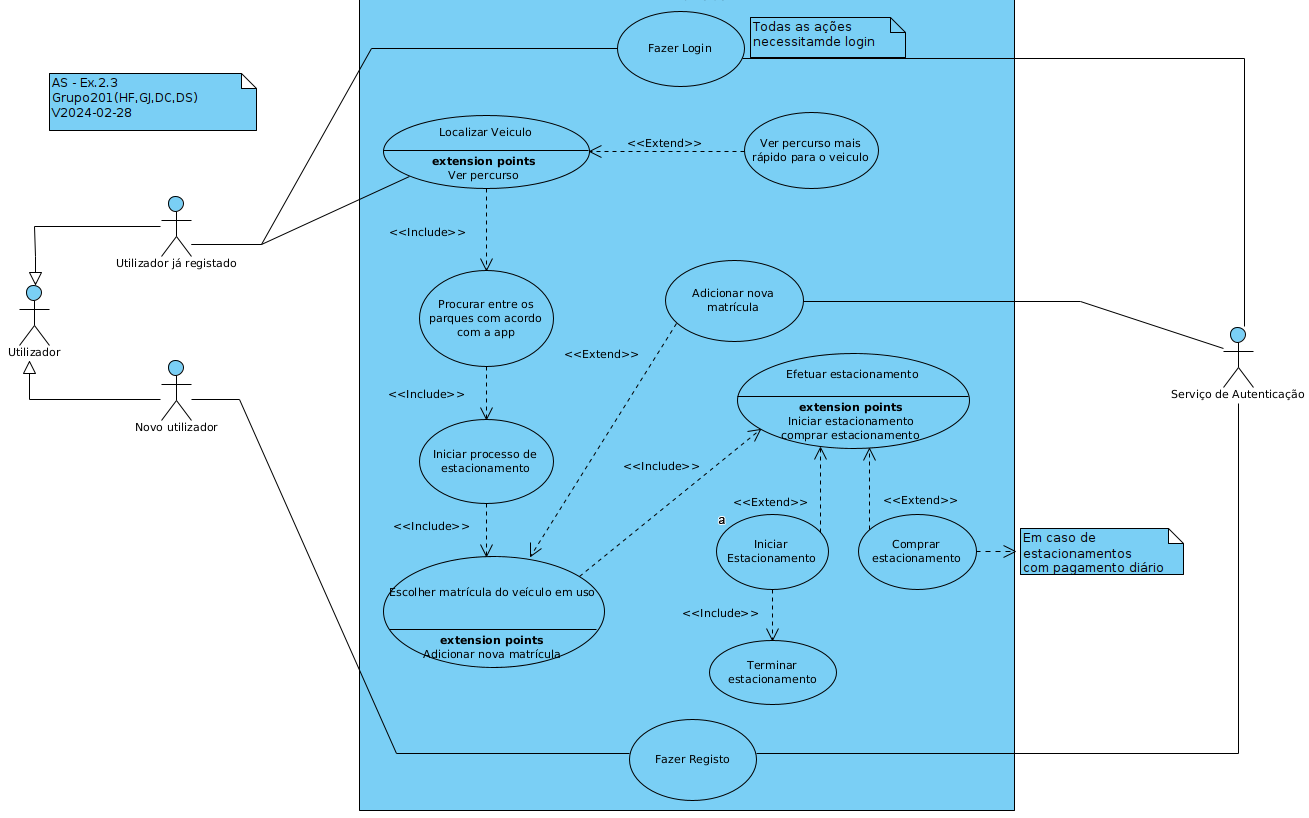 Fazer Login
Todas as ações
necessitamde login
AS - Ex.2.3
Grupo201(HF,GJ,DC,DS)
V2024-02-28
Localizar Veiculo
extension points
Ver percurso
<<Extend>>
Ver percurso mais
rápido para o veiculo
<<Include>>
Utilizador já registado
Procurar entre os
parques com acordo
com a app
Adicionar nova
matrícula
Utilizador
<<Extend>>
Serviço de Autenticação
<<Include>>
Efetuar estacionamento
extension points
Iniciar estacionamento
comprar estacionamento
Novo utilizador
Iniciar processo de
estacionamento
<<Include>>
<<Include>>
<<Extend>>
<<Extend>>
a
Iniciar
Estacionamento
Comprar
estacionamento
Em caso de
estacionamentos
com pagamento diário
Escolher matrícula do veículo em uso
extension points
Adicionar nova matrícula
<<Include>>
Terminar
estacionamento
Fazer Registo